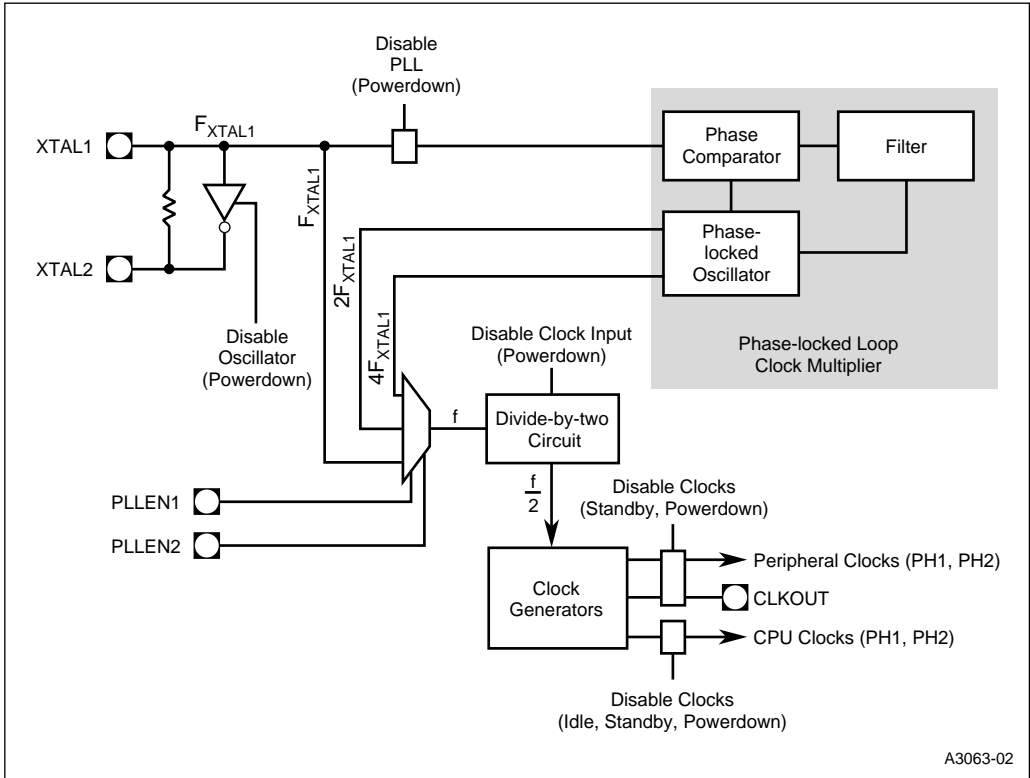 Disable
PLL
(Powerdown)
XTAL1
FXTAL1
Phase
Comparator
Filter
FXTAL1
XTAL2
2FXTAL1
Phase-
locked
Oscillator
4FXTAL1
Disable
Oscillator
(Powerdown)
Disable Clock Input
(Powerdown)
Phase-locked Loop
Clock Multiplier
f
Divide-by-two
Circuit
PLLEN1
f
2
Disable Clocks
(Standby, Powerdown)
PLLEN2
Clock
Generators
Peripheral Clocks (PH1, PH2)
CLKOUT
CPU Clocks (PH1, PH2)
Disable Clocks
(Idle, Standby, Powerdown)
A3063-02